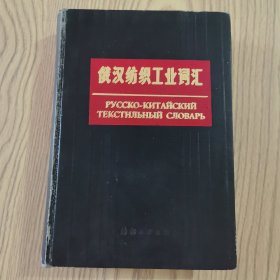 俄汉纺织工业词汇
РУССКО-КИТАЙСКИЙ
ТЕКСТИЛЬНЫЙ СЛОВАРЬ